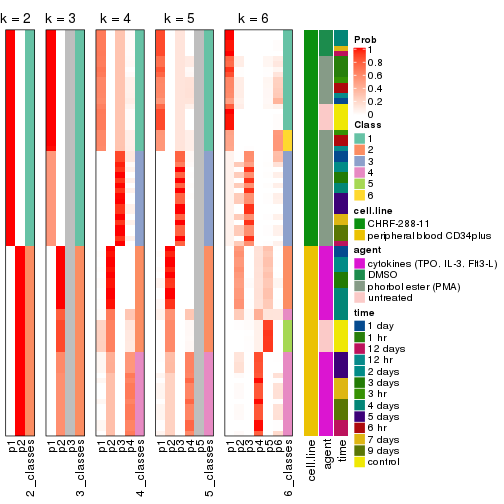 k = 2
k = 3
k = 4
k = 5
k = 6
p1
p2
2_classes
p1
p2
p3
3_classes
p1
p2
p3
p4
4_classes
p1
p2
p3
p4
p5
5_classes
p1
p2
p3
p4
p5
p6
6_classes
cell.line
agent
time
Prob
1
0.8
0.6
0.4
0.2
0
Class
1
2
3
4
5
6
cell.line
CHRF-288-11
peripheral blood CD34plus
agent
cytokines (TPO, IL-3, Flt3-L)
DMSO
phorbol ester (PMA)
untreated
time
1 day
1 hr
12 days
12 hr
2 days
3 days
3 hr
4 days
5 days
6 hr
7 days
9 days
control